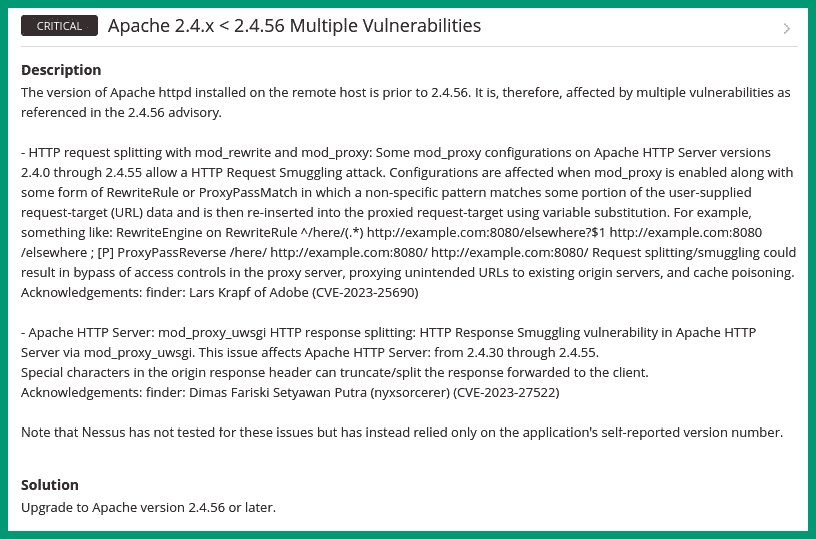 CRITICAL Apache 2.4.x < 2.4.56 Multiple Vulnerabilities
Description
The version of Apache httpd installed on the remote host is prior to 2.4.56. It is, therefore, affected by multiple vulnerabilities as
referenced in the 2.4.56 advisory.
- HTTP request splitting with mod_rewrite and mod_proxy: Some mod_proxy configurations on Apache HTTP Server versions
2.4.0 through 2.4.55 allow a HTTP Request Smuggling attack. Configurations are affected when mod_proxy is enabled along with
some form of RewriteRule or ProxyPassMatch in which a non-specific pattern matches some portion of the user-supplied
request-target (URL) data and is then re-inserted into the proxied request-target using variable substitution. For example,
something like: RewriteEngine on RewriteRule ^/here/(.*) http://example.com:8080/elsewhere?$1 http://example.com:8080
/elsewhere ; [P] ProxyPassReverse /here/ http://example.com:8080/ http://example.com:8080/ Request splitting/smuggling could
result in bypass of access controls in the proxy server, proxying unintended URLs to existing origin servers, and cache poisoning.
Acknowledgements: finder: Lars Krapf of Adobe (CVE-2023-25690)
- Apache HTTP Server: mod_proxy_uwsgi HTTP response splitting: HTTP Response Smuggling vulnerability in Apache HTTP
Server via mod_proxy_uwsgi. This issue affects Apache HTTP Server: from 2.4.30 through 2.4.55.
Special characters in the origin response header can truncate/split the response forwarded to the client.
Acknowledgements: finder: Dimas Fariski Setyawan Putra (nyxsorcerer) (CVE-2023-27522)
Note that Nessus has not tested for these issues but has instead relied only on the application's self-reported version number.
Solution
Upgrade to Apache version 2.4.56 or later.